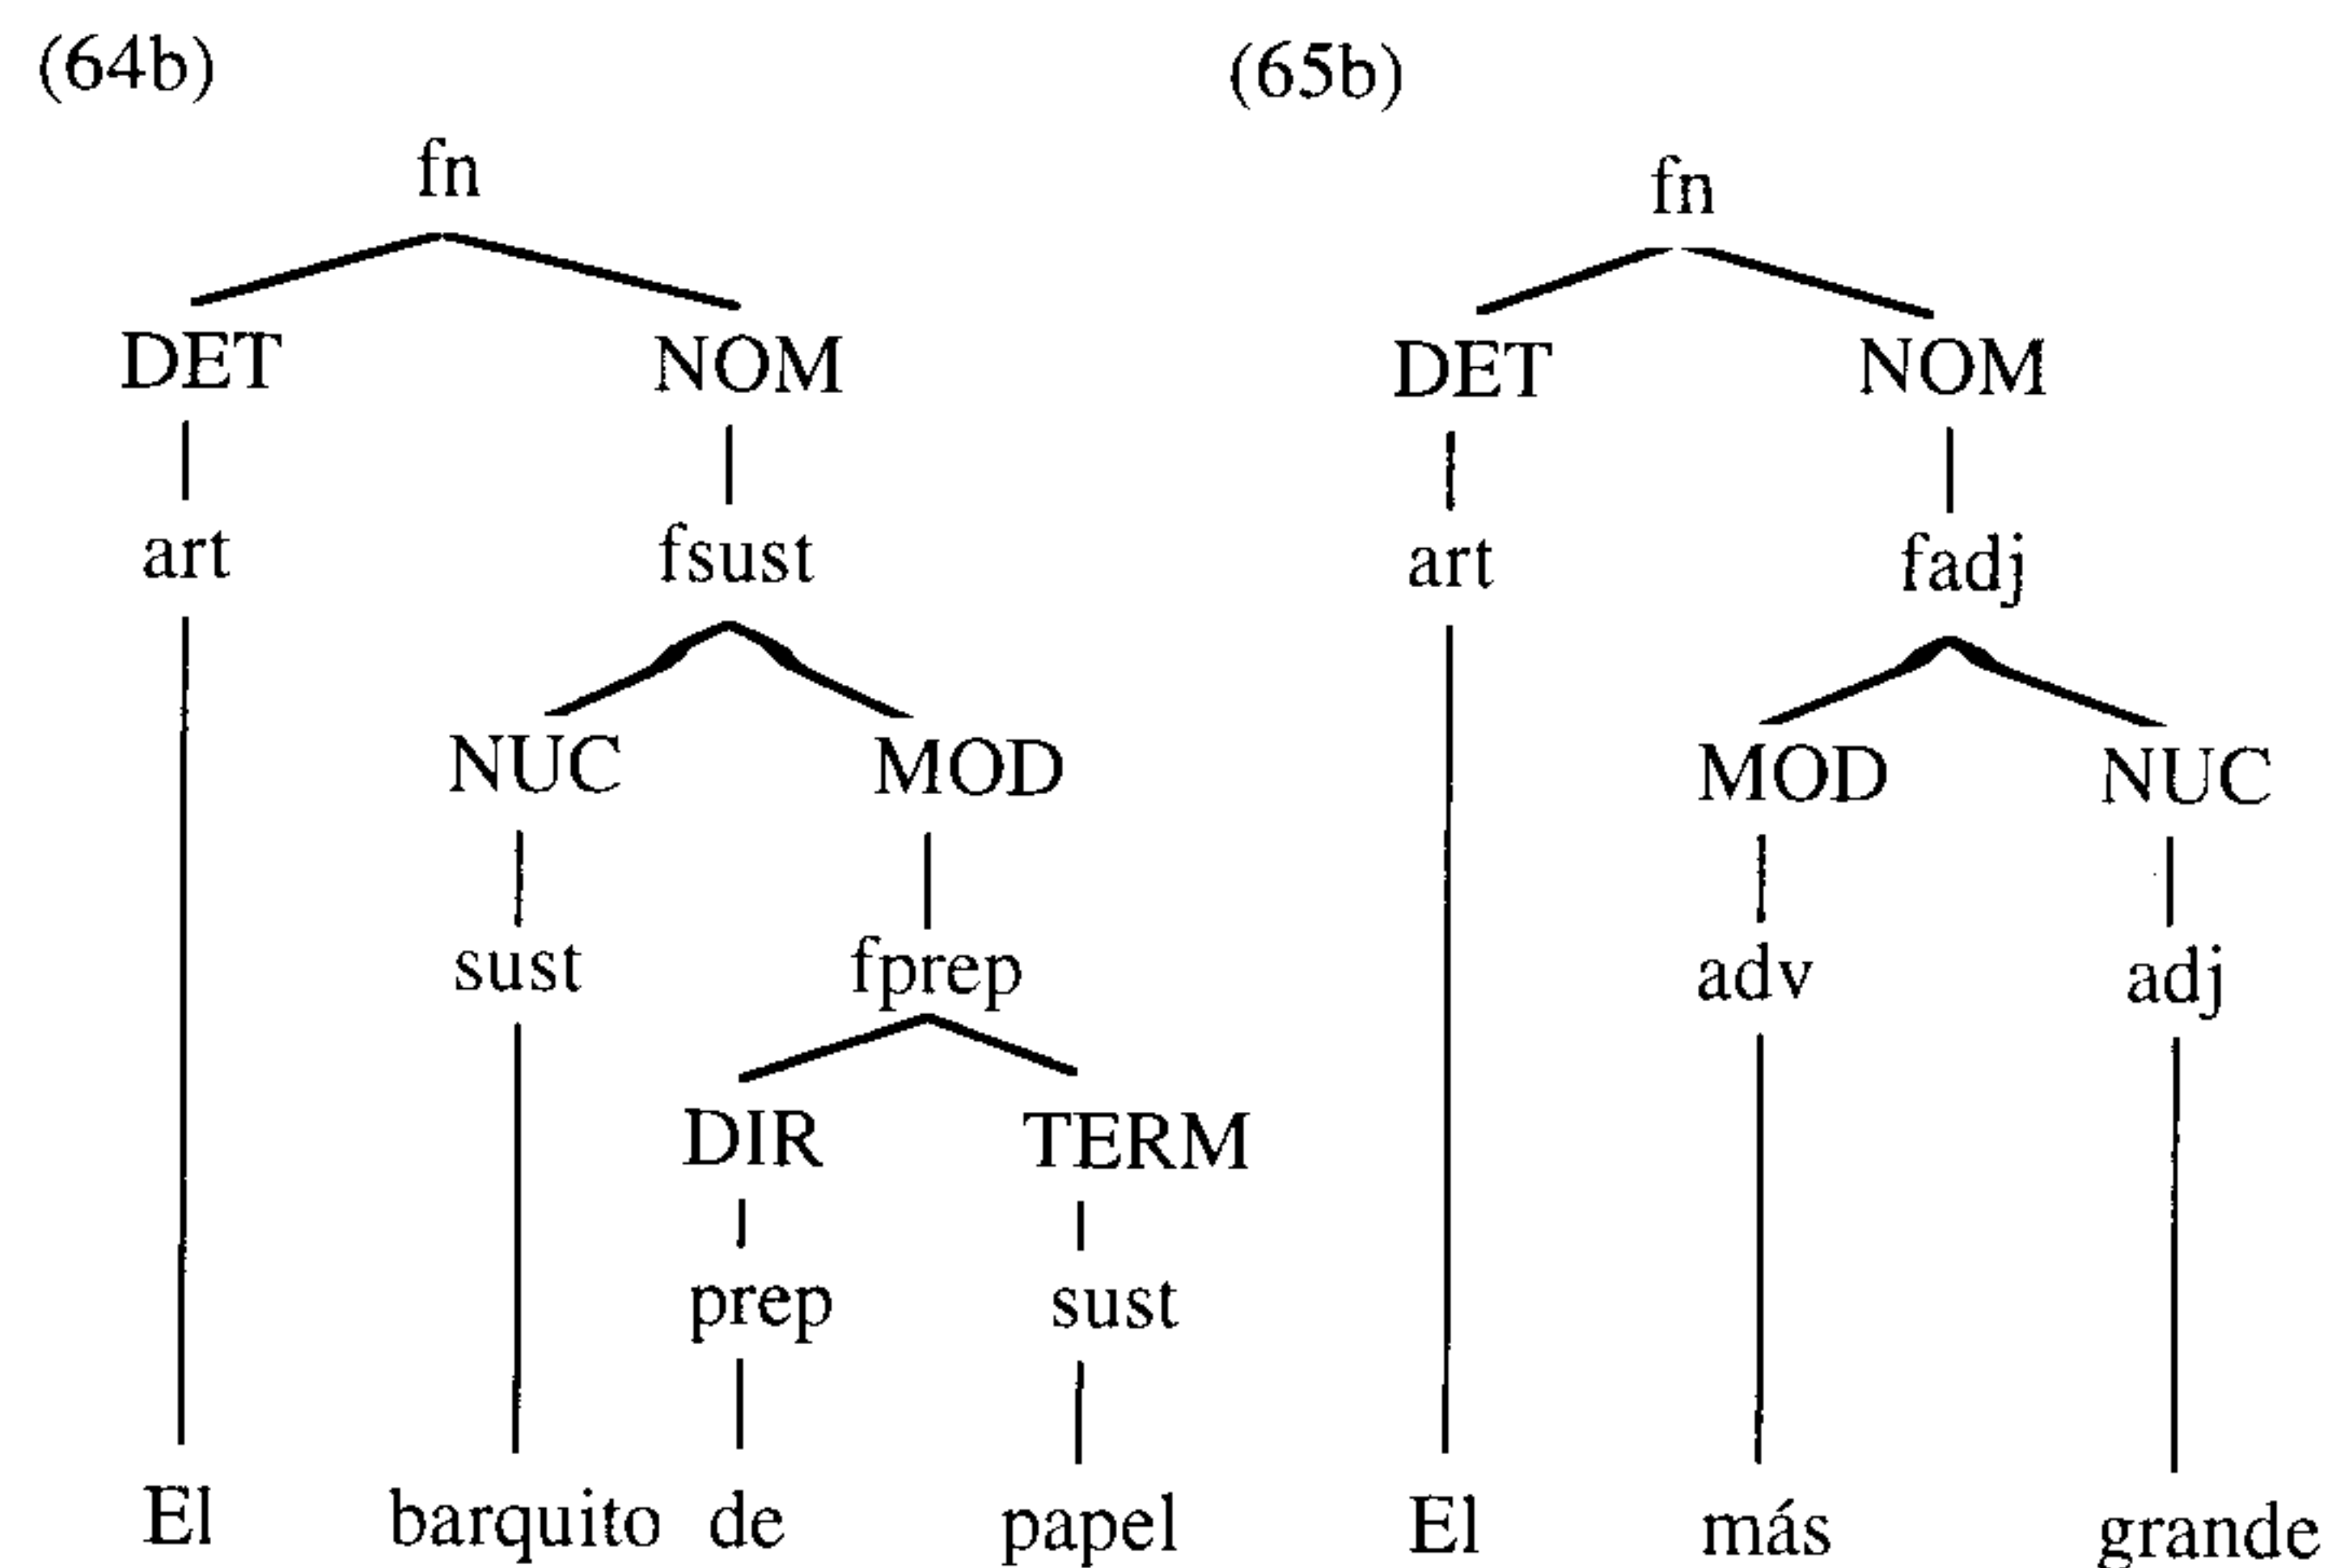 (64b) (65b)
fn fn
DET NOM DET NOM
art fsust art fadj
NUC MOD MOD NUC
sust fprep adv adj
DIR TERM
prep sust
El barquito de papel El más grande